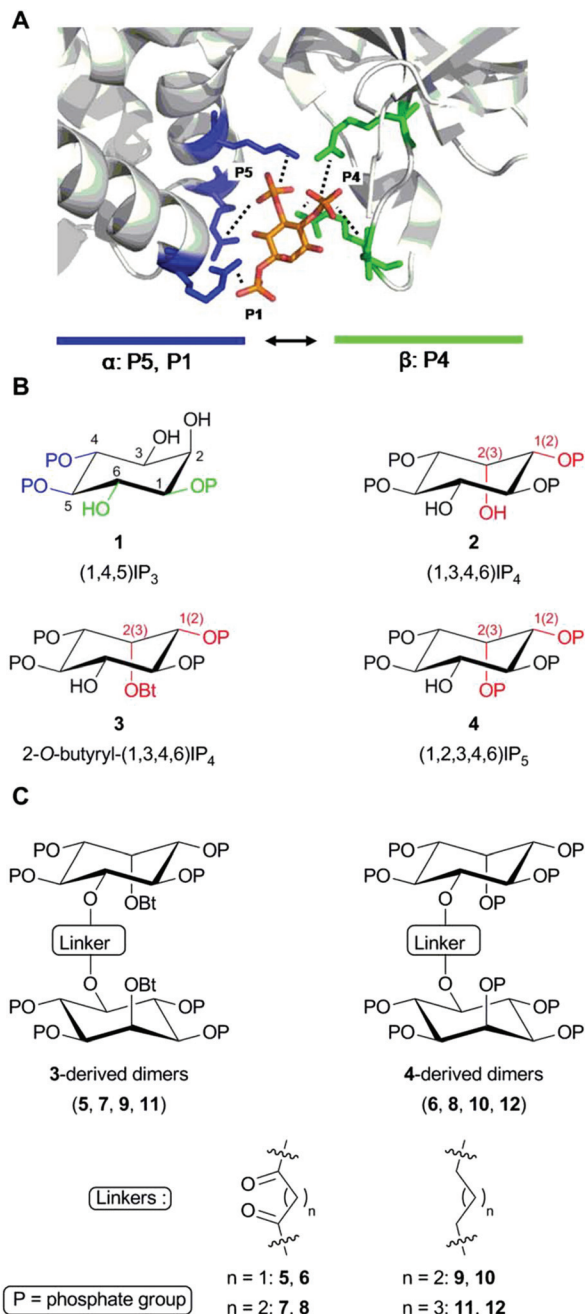 A
P5
P4
P1
α: P5, P1
β: P4
B
OH
4
3
OH
PO
6
2
PO
1
OP
5
HO
1
(1,4,5)IP3
1(2)
2(3)
PO
OP
PO
OP
HO
OH
2
(1,3,4,6)IP4
1(2)
2(3)
PO
OP
PO
OP
HO
OBt
3
2-O-butyryl-(1,3,4,6)IP4
1(2)
2(3)
PO
OP
PO
OP
HO
OP
4
(1,2,3,4,6)IP5
C
PO
OP
PO
OP
O
OBt
Linker
O
OBt
PO
OP
PO
OP
3-derived dimers
(5, 7, 9, 11)
PO
OP
PO
OP
O
OP
Linker
O
OP
PO
OP
PO
OP
4-derived dimers
(6, 8, 10, 12)
Linkers :
O
O
n
n
n = 1: 5, 6
n = 2: 9, 10
P = phosphate group
n = 2: 7, 8
n = 3: 11, 12